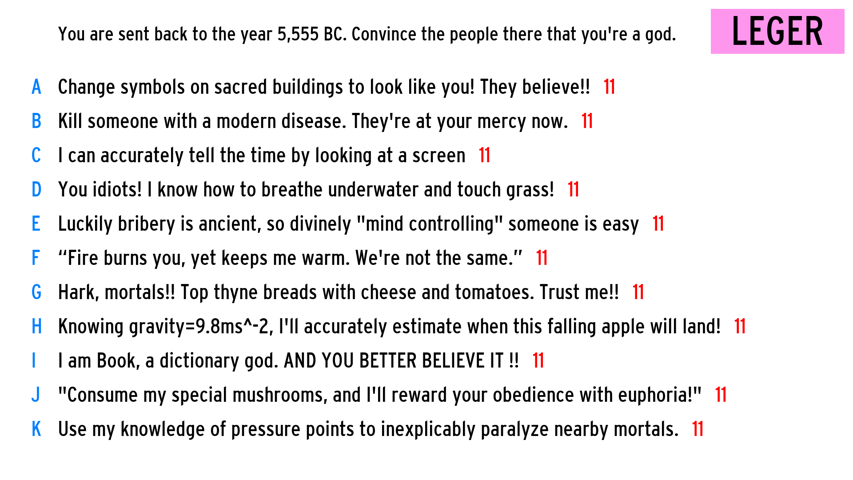 You are sent back to the year 5,555 BC. Convince the people there that you're a god.
LEGER
A Change symbols on sacred buildings to look like you! They believe!! 11
B Kill someone with a modern disease. They're at your mercy now. 11
C I can accurately tell the time by looking at a screen 11
D You idiots! I know how to breathe underwater and touch grass! 11
E Luckily bribery is ancient, so divinely "mind controlling" someone is easy 11
F “Fire burns you, yet keeps me warm. We're not the same.” 11
G Hark, mortals!! Top thyne breads with cheese and tomatoes. Trust me!! 11
H Knowing gravity=9.8ms^-2, I'll accurately estimate when this falling apple will land! 11
I I am Book, a dictionary god. AND YOU BETTER BELIEVE IT !! 11
J "Consume my special mushrooms, and I'll reward your obedience with euphoria!" 11
K Use my knowledge of pressure points to inexplicably paralyze nearby mortals. 11